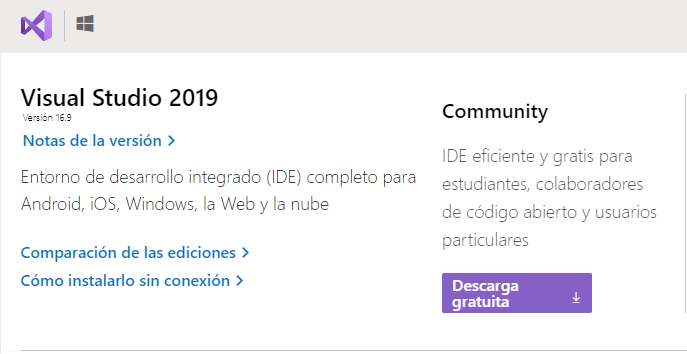 Visual Studio 2019
Versión 16.9
Notas de la versión
Entorno de desarrollo integrado (IDE) completo para
Android, iOS, Windows, la Web y la nube
Comparación de las ediciones
Cómo instalarlo sin conexión
Community
IDE eficiente y gratis para
estudiantes, colaboradores
de código abierto y usuarios
particulares
Descarga
gratuita